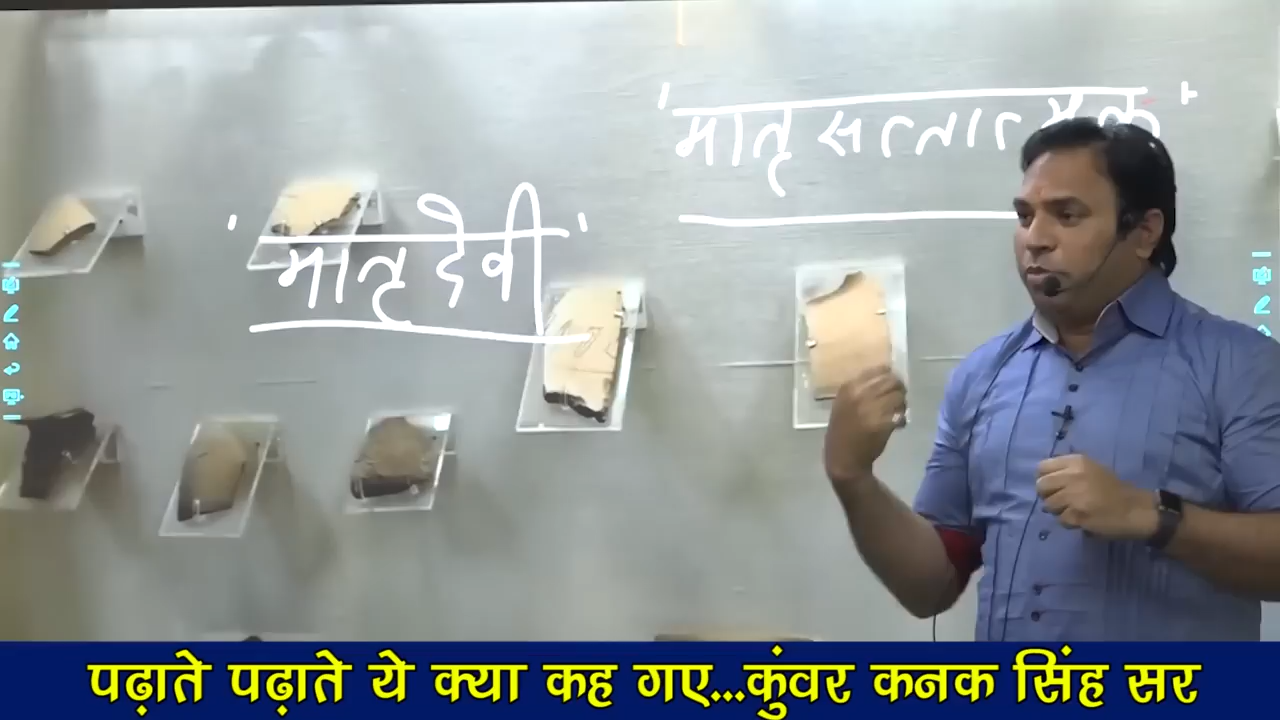 'मातृ सत्तात्मक'
'मातृ देवी'
पढ़ाते पढ़ाते ये क्या कह गए...कुंवर कनक सिंह सर